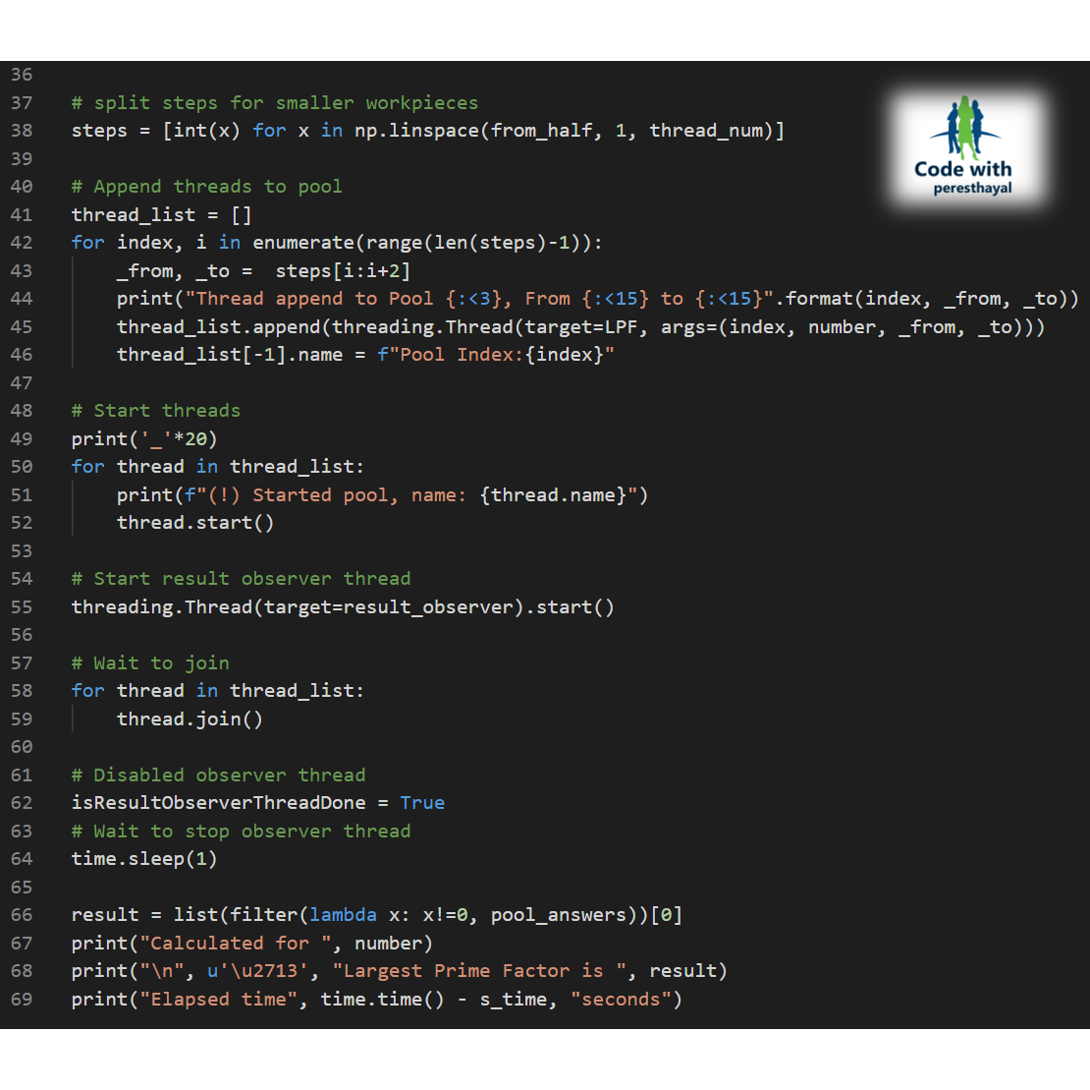 36
37 # split steps for smaller workpieces
38 steps = [int(x) for x in np.linspace(from_half, 1, thread_num)]
39
40 # Append threads to pool
41 thread_list = []
42 for index, i in enumerate(range(len(steps)-1)):
43     _from, _to =  steps[i:i+2]
44     print("Thread append to Pool {:<3}, From {:<15} to {:<15}".format(index, _from, _to))
45     thread_list.append(threading.Thread(target=LPF, args=(index, number, _from, _to)))
46     thread_list[-1].name = f"Pool Index:{index}"
47
48 # Start threads
49 print('_'*20)
50 for thread in thread_list:
51     print(f"(!) Started pool, name: {thread.name}")
52     thread.start()
53
54 # Start result observer thread
55 threading.Thread(target=result_observer).start()
56
57 # Wait to join
58 for thread in thread_list:
59     thread.join()
60
61 # Disabled observer thread
62 isResultObserverThreadDone = True
63 # Wait to stop observer thread
64 time.sleep(1)
65
66 result = list(filter(lambda x: x!=0, pool_answers))[0]
67 print("Calculated for ", number)
68 print("\n", u'\u2713', "Largest Prime Factor is ", result)
69 print("Elapsed time", time.time() - s_time, "seconds")
Code with
peresthayal